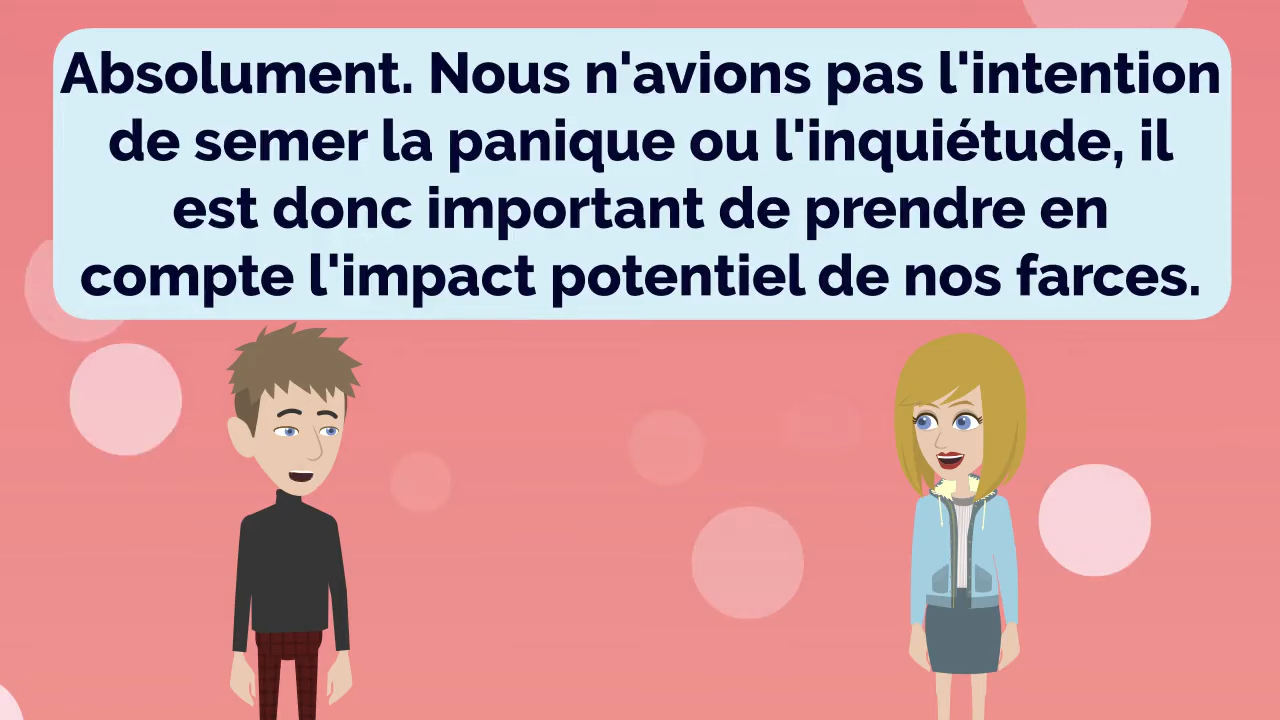 Absolument. Nous n'avions pas l'intention
de semer la panique ou l'inquiétude, il
est donc important de prendre en
compte l'impact potentiel de nos farces.